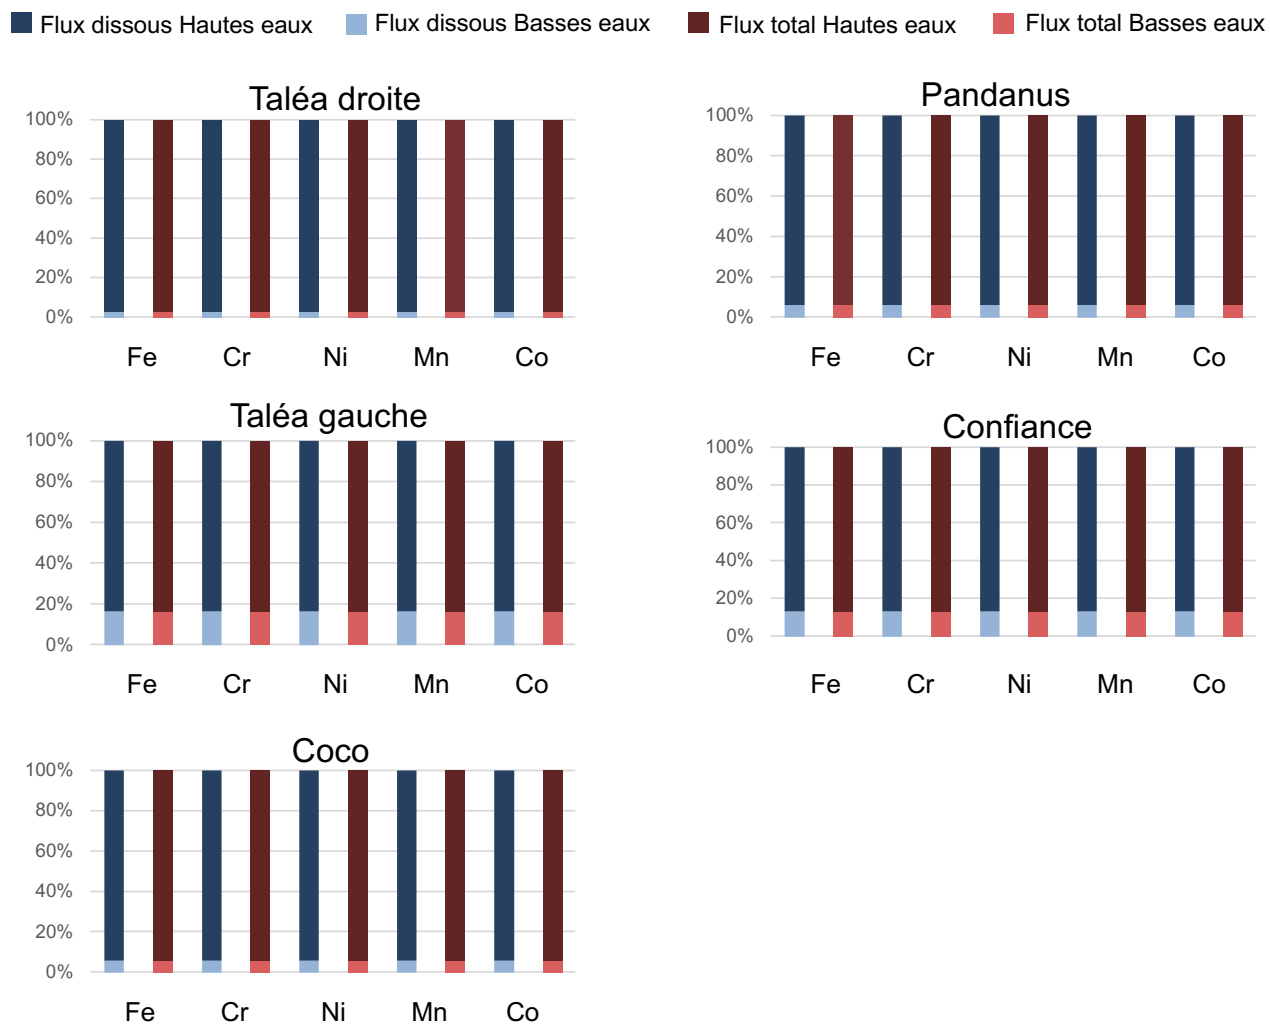 Flux dissous Hautes eaux Flux dissous Basses eaux Flux total Hautes eaux Flux total Basses eaux
Taléa droite
100%
80%
60%
40%
20%
0%
Fe Cr Ni Mn Co
Pandanus
100%
80%
60%
40%
20%
0%
Fe Cr Ni Mn Co
Taléa gauche
100%
80%
60%
40%
20%
0%
Fe Cr Ni Mn Co
Confiance
100%
80%
60%
40%
20%
0%
Fe Cr Ni Mn Co
Coco
100%
80%
60%
40%
20%
0%
Fe Cr Ni Mn Co